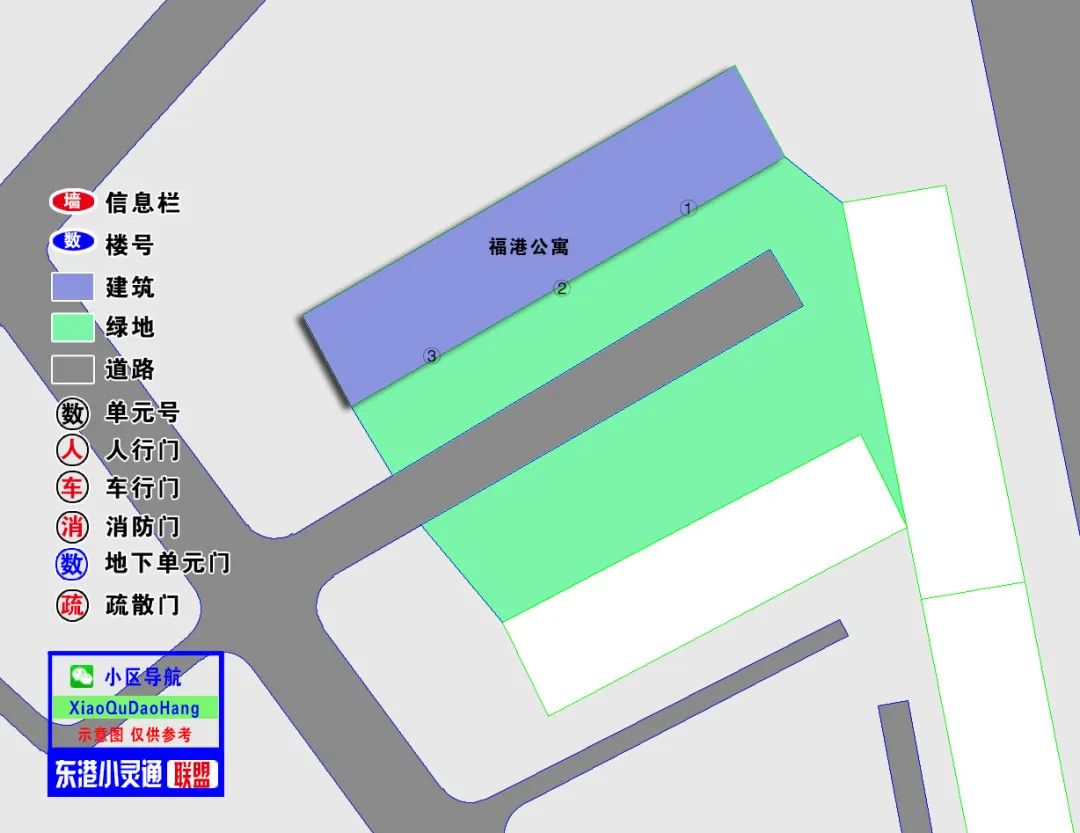 ①
福港公寓
②
③
墙 信息栏
数 楼号
建筑
绿地
道路
数 单元号
人 人行门
车 车行门
消 消防门
数 地下单元门
疏 疏散门
小区导航
XiaoQuDaoHang
示意图 仅供参考
东港小灵通 联盟